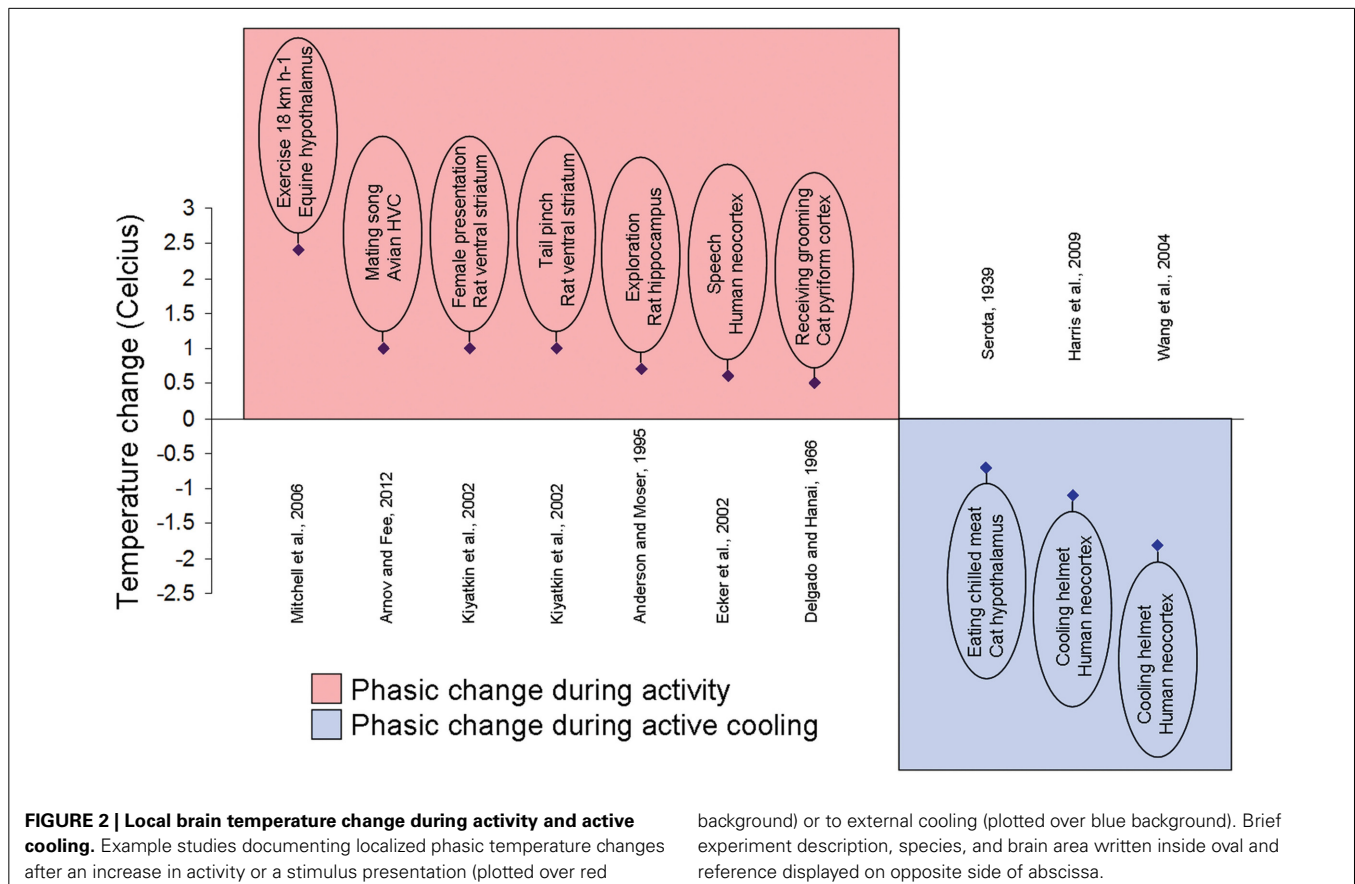 Exercise 18 km h-1
Equine hypothalamus
Mating song
Avian HVC
Female presentation
Rat ventral striatum
Tail pinch
Rat ventral striatum
Exploration
Rat hippocampus
Speech
Human neocortex
Receiving grooming
Cat pyriform cortex
Temperature change (Celcius)
3
2.5
2
1.5
1
0.5
0
-0.5
-1
-1.5
-2
-2.5
Serota, 1939
Harris et al., 2009
Wang et al., 2004
Mitchell et al., 2006
Arnov and Fee, 2012
Kiyatkin et al., 2002
Kiyatkin et al., 2002
Anderson and Moser, 1995
Ecker et al., 2002
Delgado and Hanai, 1966
Eating chilled meat
Cat hypothalamus
Cooling helmet
Human neocortex
Cooling helmet
Human neocortex
Phasic change during activity
Phasic change during active cooling
FIGURE 2 | Local brain temperature change during activity and active
cooling. Example studies documenting localized phasic temperature changes
after an increase in activity or a stimulus presentation (plotted over red
background) or to external cooling (plotted over blue background). Brief
experiment description, species, and brain area written inside oval and
reference displayed on opposite side of abscissa.